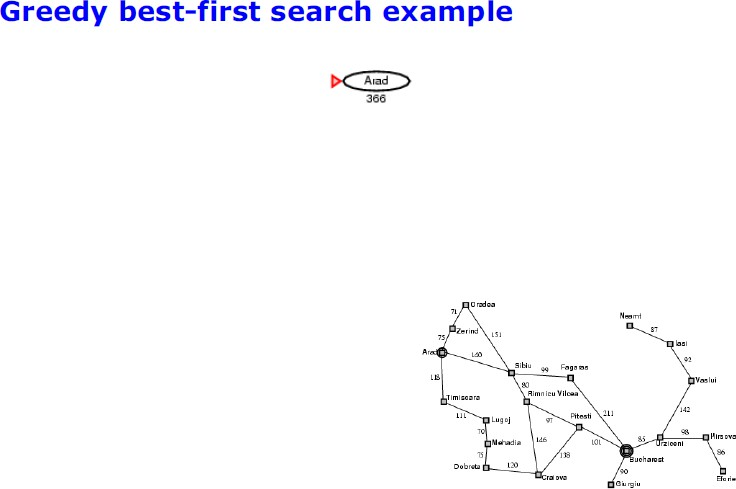 Greedy best-first search example
Arad
366
Oradea
71
Neamt
Zerind
87
75
151
Iasi
Arad
140
92
Sibiu
Fagaras
99
118
Vaslui
80
Timisoara
Rimnicu Vilcea
111
Lugoj
Pitesti
211
142
97
70
Mehadia
146
101
85
98
Hirsova
Urziceni
75
138
86
Bucharest
Dobreta
120
90
Craiova
Eforie
Giurgiu